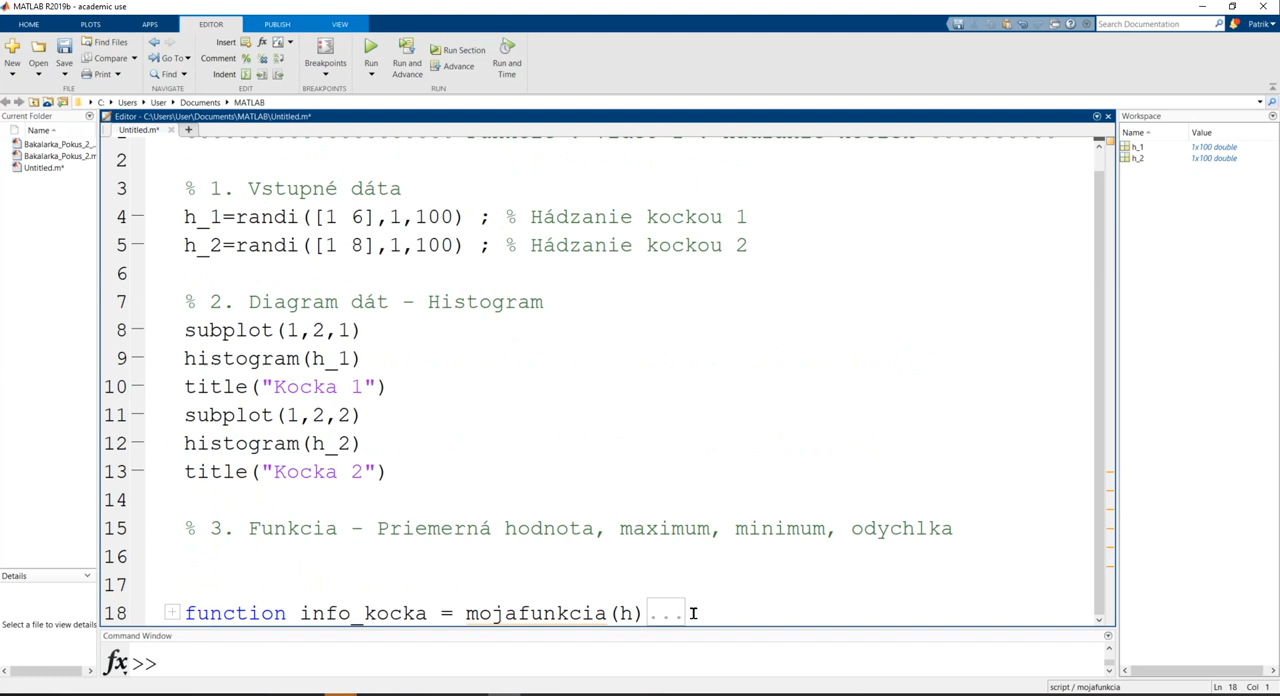 MATLAB R2019b - academic use
HOME PLOTS APPS EDITOR PUBLISH VIEW Search Documentation Patrik
New Open Save Find Files Compare Print Go To Find Insert Comment Indent Breakpoints Run Run and Advance Run Section Advance Run and Time
FILE NAVIGATE EDIT BREAKPOINTS RUN
C: Users User Documents MATLAB
Current Folder
Name
Bakalarka_Pokus_2_...
Bakalarka_Pokus_2.m
Untitled.m*
Details
Select a file to view details
Editor - C:\Users\User\Documents\MATLAB\Untitled.m*
Untitled.m*
2
3 % 1. Vstupné dáta
4 h_1=randi([1 6],1,100) ; % Hádzanie kockou 1
5 h_2=randi([1 8],1,100) ; % Hádzanie kockou 2
6
7 % 2. Diagram dát - Histogram
8 subplot(1,2,1)
9 histogram(h_1)
10 title("Kocka 1")
11 subplot(1,2,2)
12 histogram(h_2)
13 title("Kocka 2")
14
15 % 3. Funkcia - Priemerná hodnota, maximum, minimum, odychlka
16
17
18 function info_kocka = mojafunkcia(h)...
Command Window
fx >>
Workspace
Name Value
h_1 1x100 double
h_2 1x100 double
script / mojafunkcia Ln 18 Col 1